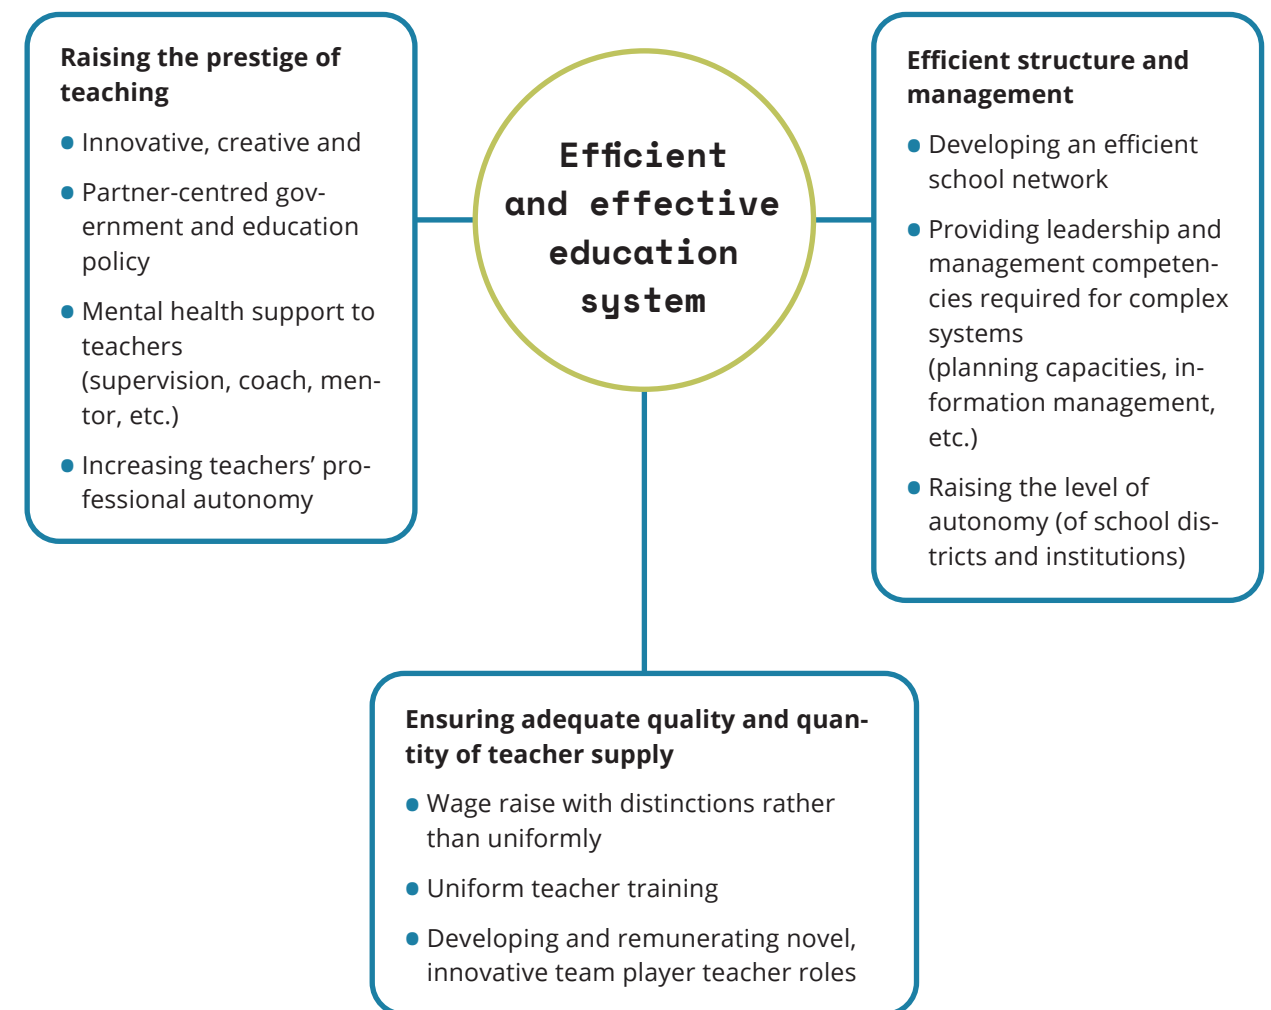 Raising the prestige of
teaching
• Innovative, creative and
• Partner-centred gov-
ernment and education
policy
• Mental health support to
teachers
(supervision, coach, men-
tor, etc.)
• Increasing teachers’ pro-
fessional autonomy
Efficient
and effective
education
system
Efficient structure and
management
• Developing an efficient
school network
• Providing leadership and
management competen-
cies required for complex
systems
(planning capacities, in-
formation management,
etc.)
• Raising the level of
autonomy (of school dis-
tricts and institutions)
Ensuring adequate quality and quan-
tity of teacher supply
• Wage raise with distinctions rather
than uniformly
• Uniform teacher training
• Developing and remunerating novel,
innovative team player teacher roles